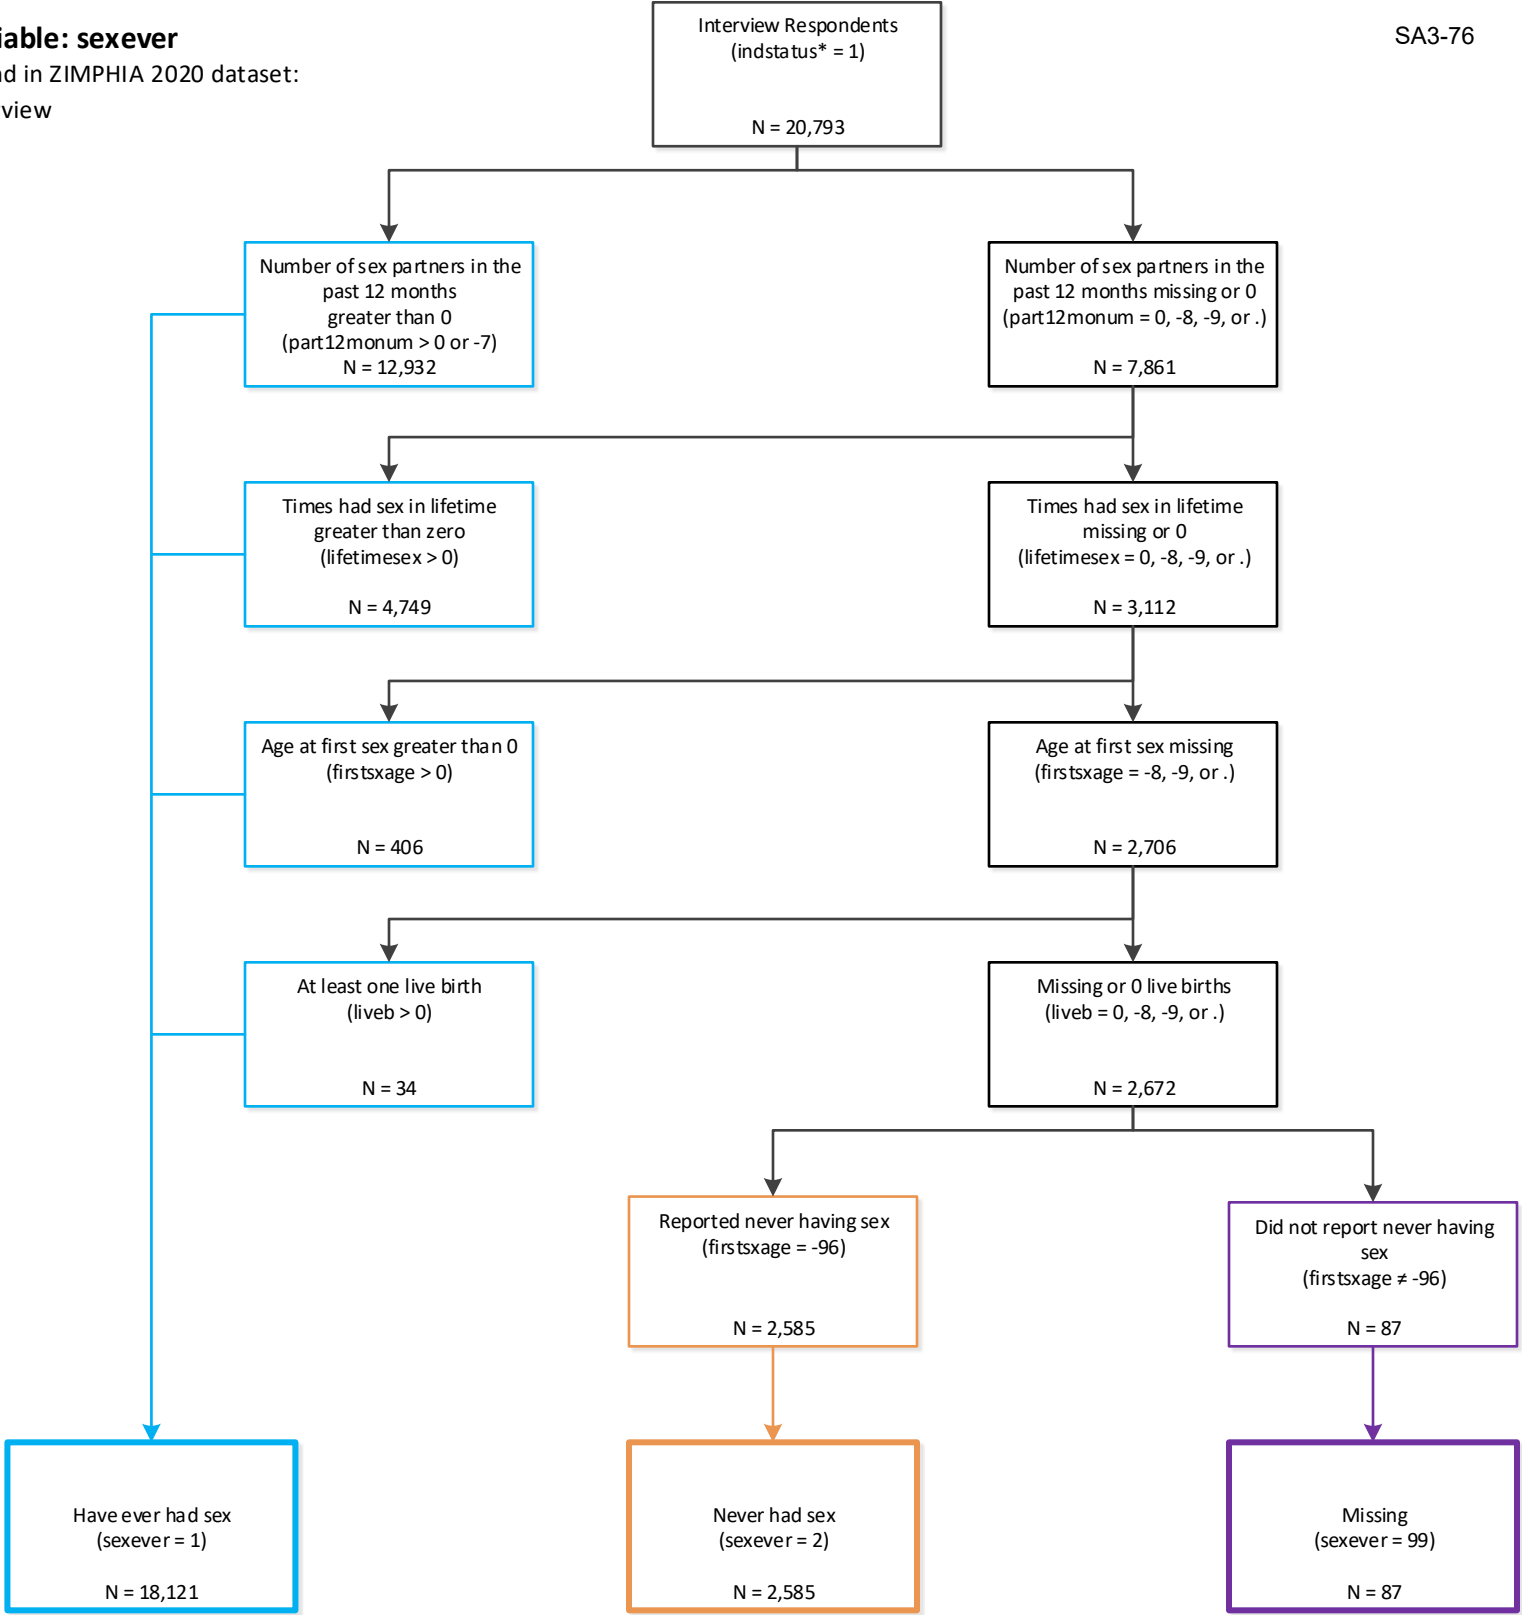 iable: sexever
SA3-76
d in ZIMPHIA 2020 dataset:
rview
Interview Respondents
(indstatus* = 1)
N = 20,793
Number of sex partners in the
past 12 months
greater than 0
(part12monum > 0 or -7)
N = 12,932
Number of sex partners in the
past 12 months missing or 0
(part12monum = 0, -8, -9, or .)
N = 7,861
Times had sex in lifetime
greater than zero
(lifetimesex > 0)
N = 4,749
Times had sex in lifetime
missing or 0
(lifetimesex = 0, -8, -9, or .)
N = 3,112
Age at first sex greater than 0
(firstsxage > 0)
N = 406
Age at first sex missing
(firstsxage = -8, -9, or .)
N = 2,706
At least one live birth
(liveb > 0)
N = 34
Missing or 0 live births
(liveb = 0, -8, -9, or .)
N = 2,672
Reported never having sex
(firstsxage = -96)
N = 2,585
Did not report never having
sex
(firstsxage ≠ -96)
N = 87
Have ever had sex
(sexever = 1)
N = 18,121
Never had sex
(sexever = 2)
N = 2,585
Missing
(sexever = 99)
N = 87